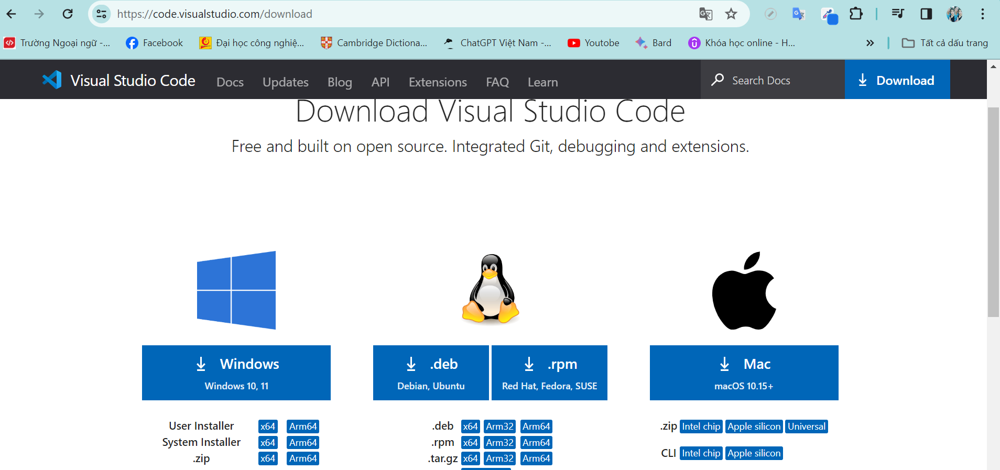 https://code.visualstudio.com/download
Trường Ngoại ngữ -... Facebook Đại học công nghiệ... Cambridge Dictiona... ChatGPT Việt Nam -... Youtube Bard Khóa học online - H... » Tất cả dấu trang
Visual Studio Code Docs Updates Blog API Extensions FAQ Learn Search Docs Download
Download Visual Studio Code
Free and built on open source. Integrated Git, debugging and extensions.
Windows
Windows 10, 11
User Installer x64 Arm64
System Installer x64 Arm64
.zip x64 Arm64
.deb
Debian, Ubuntu
.rpm
Red Hat, Fedora, SUSE
.deb x64 Arm32 Arm64
.rpm x64 Arm32 Arm64
.tar.gz x64 Arm32 Arm64
Mac
macOS 10.15+
.zip Intel chip Apple silicon Universal
CLI Intel chip Apple silicon